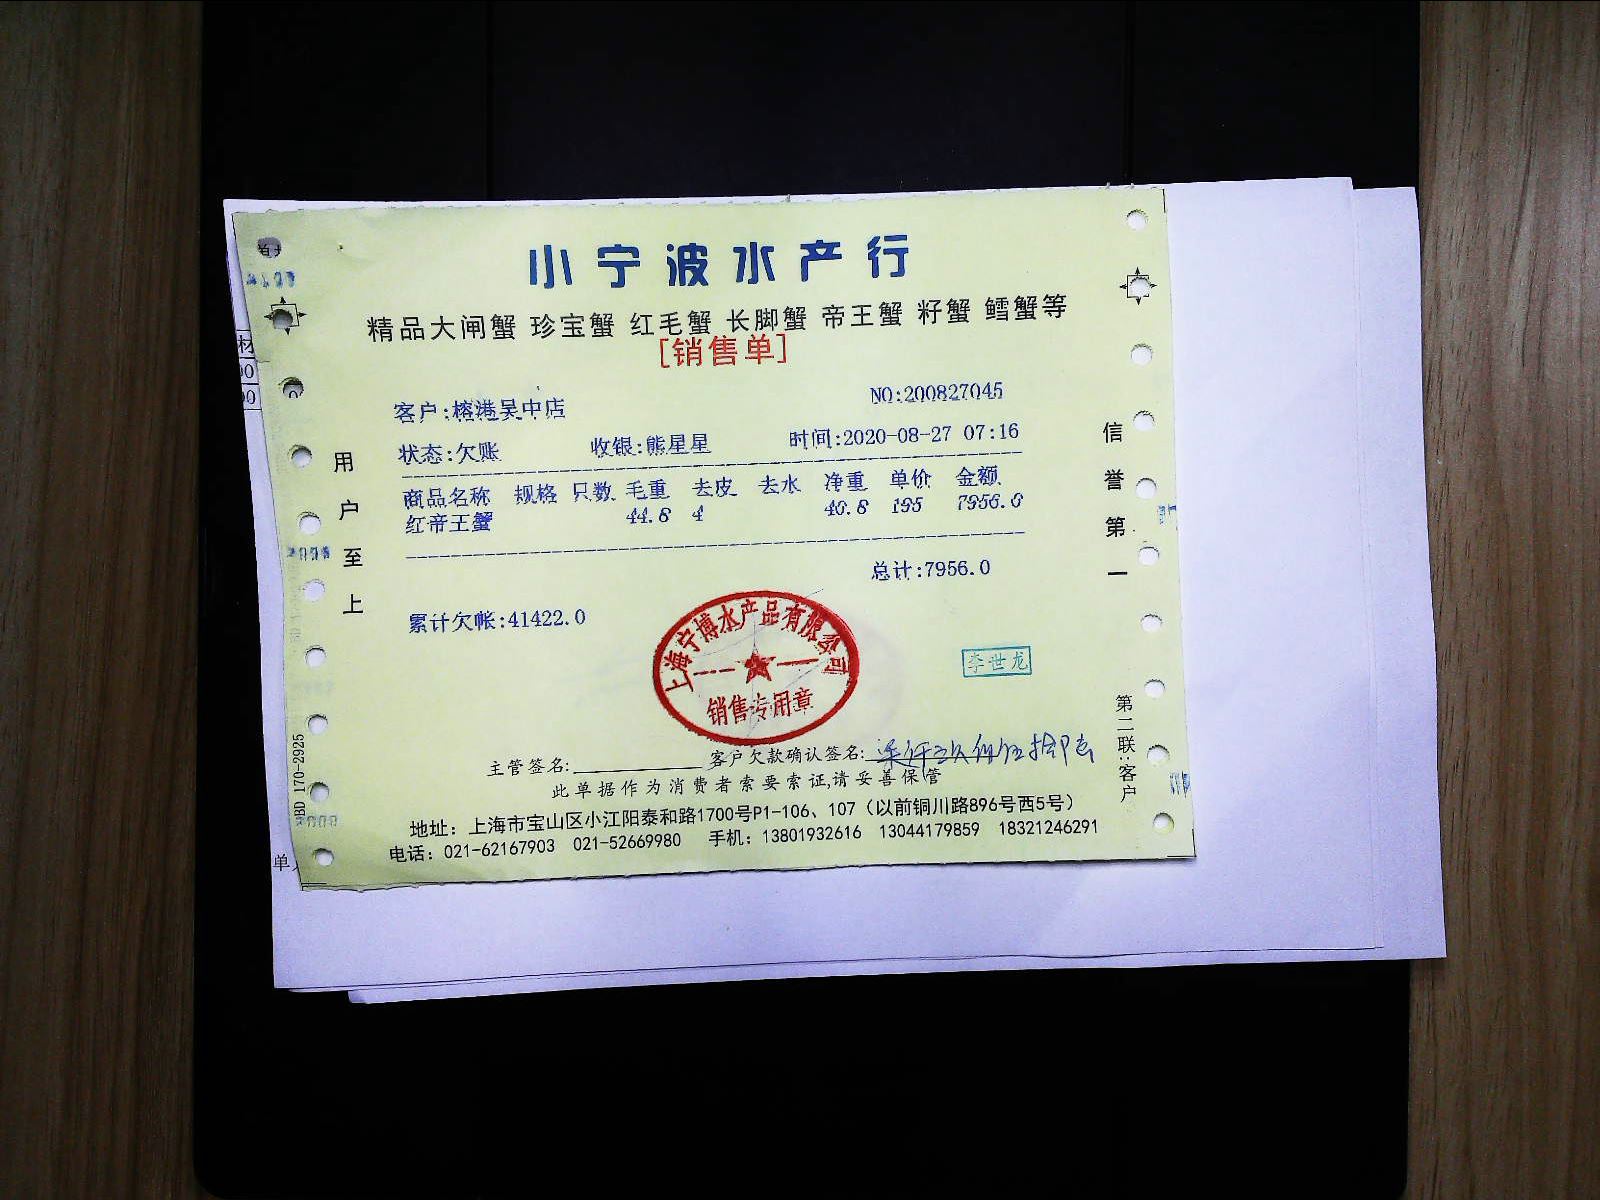 小宁波水产行
精品大闸蟹 珍宝蟹 红毛蟹 长脚蟹 帝王蟹 籽蟹 鳕蟹等
[销售单]
NO:200827045
客户:榕港吴中店
状态:欠账 收银:熊星星 时间:2020-08-27 07:16
商品名称 规格 只数 毛重 去皮 去水 净重 单价 金额
红帝王蟹 44.8 4 40.8 195 7956.0
总计:7956.0
累计欠帐:41422.0
上海宁博水产品有限公司
销售专用章
李世龙
主管签名: 客户欠款确认签名:
此单据作为消费者索要索证,请妥善保管
地址：上海市宝山区小江阳泰和路1700号P1-106、107（以前铜川路896号西5号）
电话：021-62167903 021-52669980 手机：13801932616 13044179859 18321246291
用户至上
信誉第一
第二联:客户
170-2925
材
单